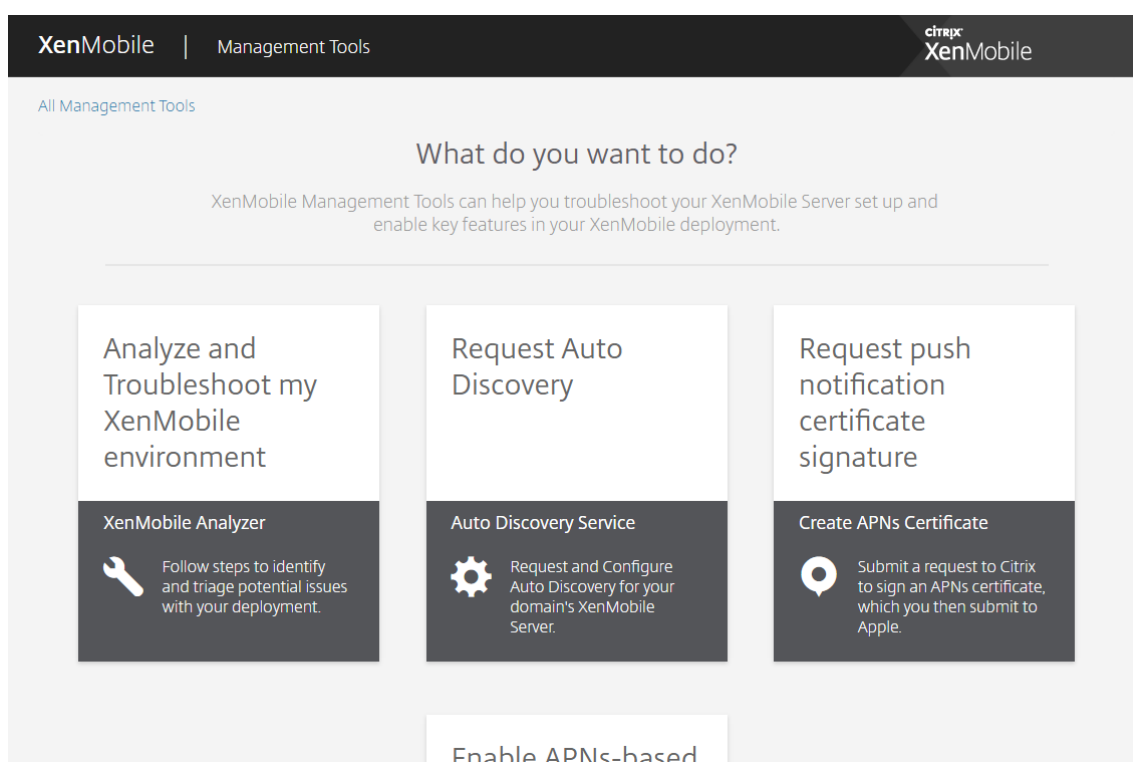 XenMobile | Management Tools
citrix
XenMobile
All Management Tools
What do you want to do?
XenMobile Management Tools can help you troubleshoot your XenMobile Server set up and
enable key features in your XenMobile deployment.
Analyze and
Troubleshoot my
XenMobile
environment
XenMobile Analyzer
Follow steps to identify
and triage potential issues
with your deployment.
Request Auto
Discovery
Auto Discovery Service
Request and Configure
Auto Discovery for your
domain's XenMobile
Server.
Request push
notification
certificate
signature
Create APNs Certificate
Submit a request to Citrix
to sign an APNs certificate,
which you then submit to
Apple.
Enable APNs-based